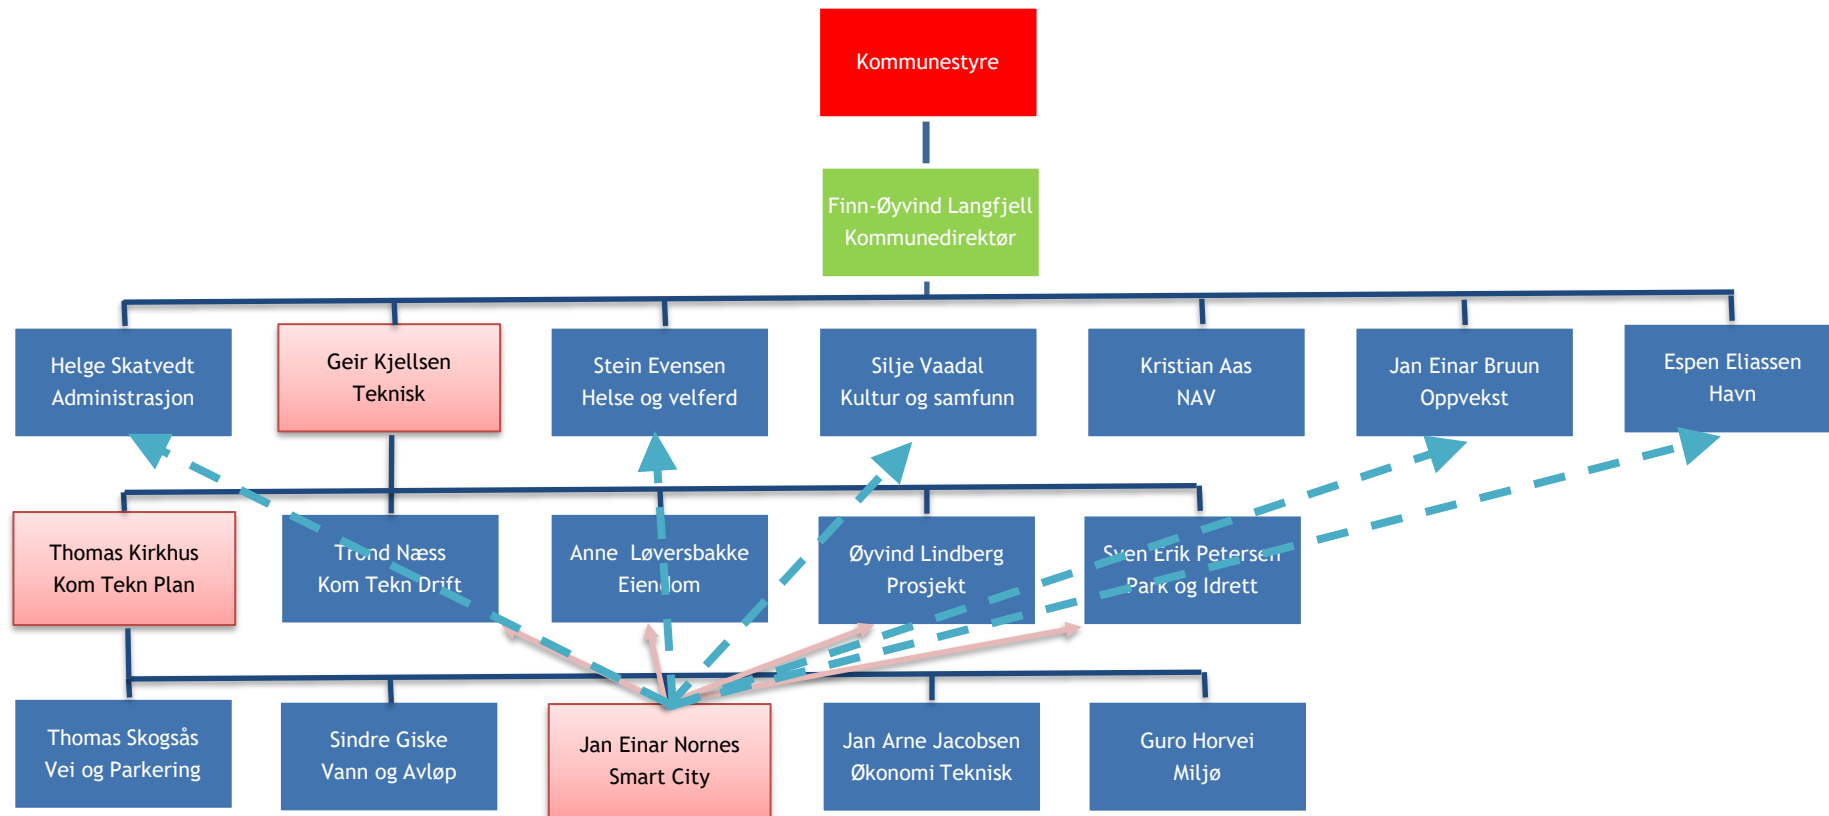 Kommunestyre
Finn-Øyvind Langfjell
Kommunedirektør
Helge Skatvedt
Administrasjon
Geir Kjellsen
Teknisk
Stein Evensen
Helse og velferd
Silje Vaadal
Kultur og samfunn
Kristian Aas
NAV
Jan Einar Bruun
Oppvekst
Espen Eliassen
Havn
Thomas Kirkhus
Kom Tekn Plan
Trond Næss
Kom Tekn Drift
Anne  Løversbakke
Eiendom
Øyvind Lindberg
Prosjekt
Sven Erik Petersen
Park og Idrett
Thomas Skogsås
Vei og Parkering
Sindre Giske
Vann og Avløp
Jan Einar Nornes
Smart City
Jan Arne Jacobsen
Økonomi Teknisk
Guro Horvei
Miljø